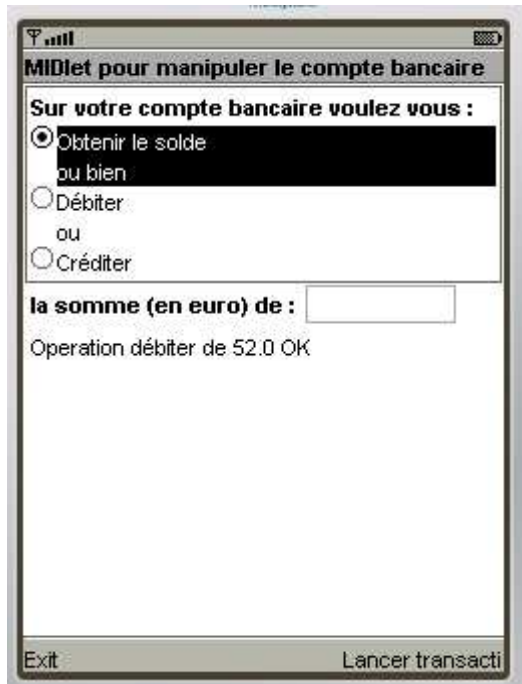 MIDlet pour manipuler le compte bancaire
Sur votre compte bancaire voulez vous :
Obtenir le solde
ou bien
Débiter
ou
Créditer
la somme (en euro) de :
Operation débiter de 52.0 OK
Exit
Lancer transacti